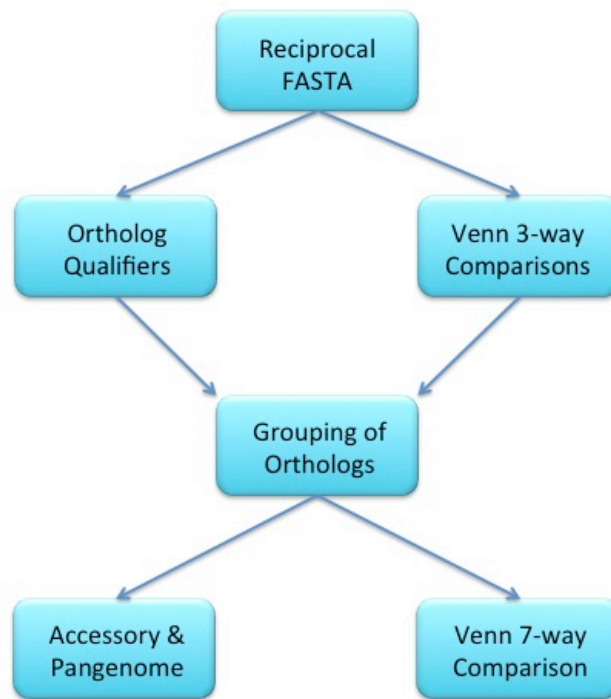 Reciprocal
FASTA
Ortholog
Qualifiers
Venn 3-way
Comparisons
Grouping of
Orthologs
Accessory &
Pangenome
Venn 7-way
Comparison